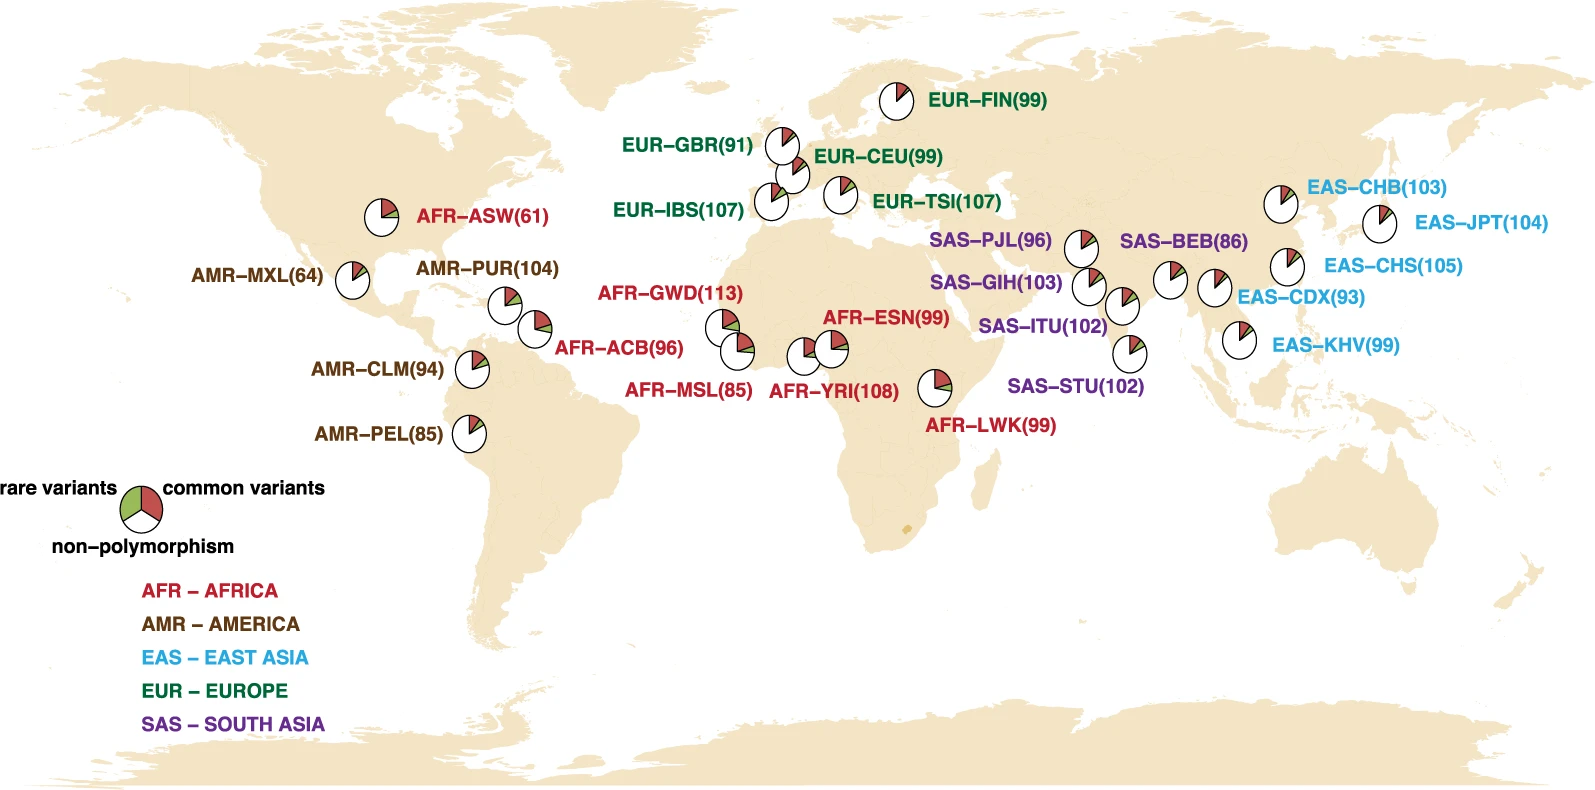 EUR–FIN(99)
EUR–GBR(91)
EUR–CEU(99)
EAS–CHB(103)
EUR–IBS(107)
EUR–TSI(107)
AFR–ASW(61)
EAS–JPT(104)
SAS–PJL(96)
SAS–BEB(86)
AMR–MXL(64)
AMR–PUR(104)
EAS–CHS(105)
SAS–GIH(103)
AFR–GWD(113)
EAS–CDX(93)
AFR–ESN(99)
SAS–ITU(102)
AFR–ACB(96)
EAS–KHV(99)
AMR–CLM(94)
AFR–MSL(85)
AFR–YRI(108)
SAS–STU(102)
AMR–PEL(85)
AFR–LWK(99)
rare variants
common variants
non–polymorphism
AFR – AFRICA
AMR – AMERICA
EAS – EAST ASIA
EUR – EUROPE
SAS – SOUTH ASIA